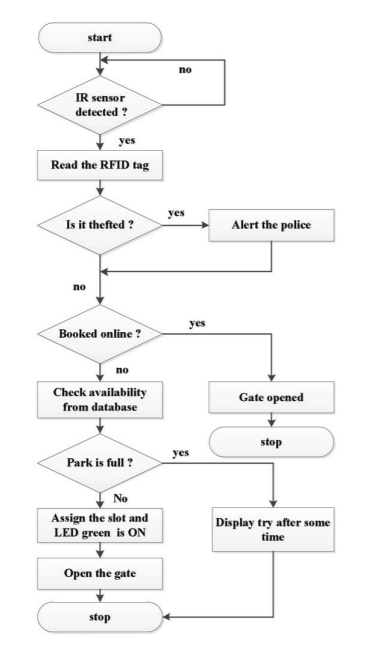 start
no
IR sensor
detected ?
yes
Read the RFID tag
Is it thefted ?
yes
Alert the police
no
Booked online ?
yes
no
Check availability
from database
Gate opened
stop
Park is full ?
yes
No
Assign the slot and
LED green is ON
Display try after some
time
Open the gate
stop